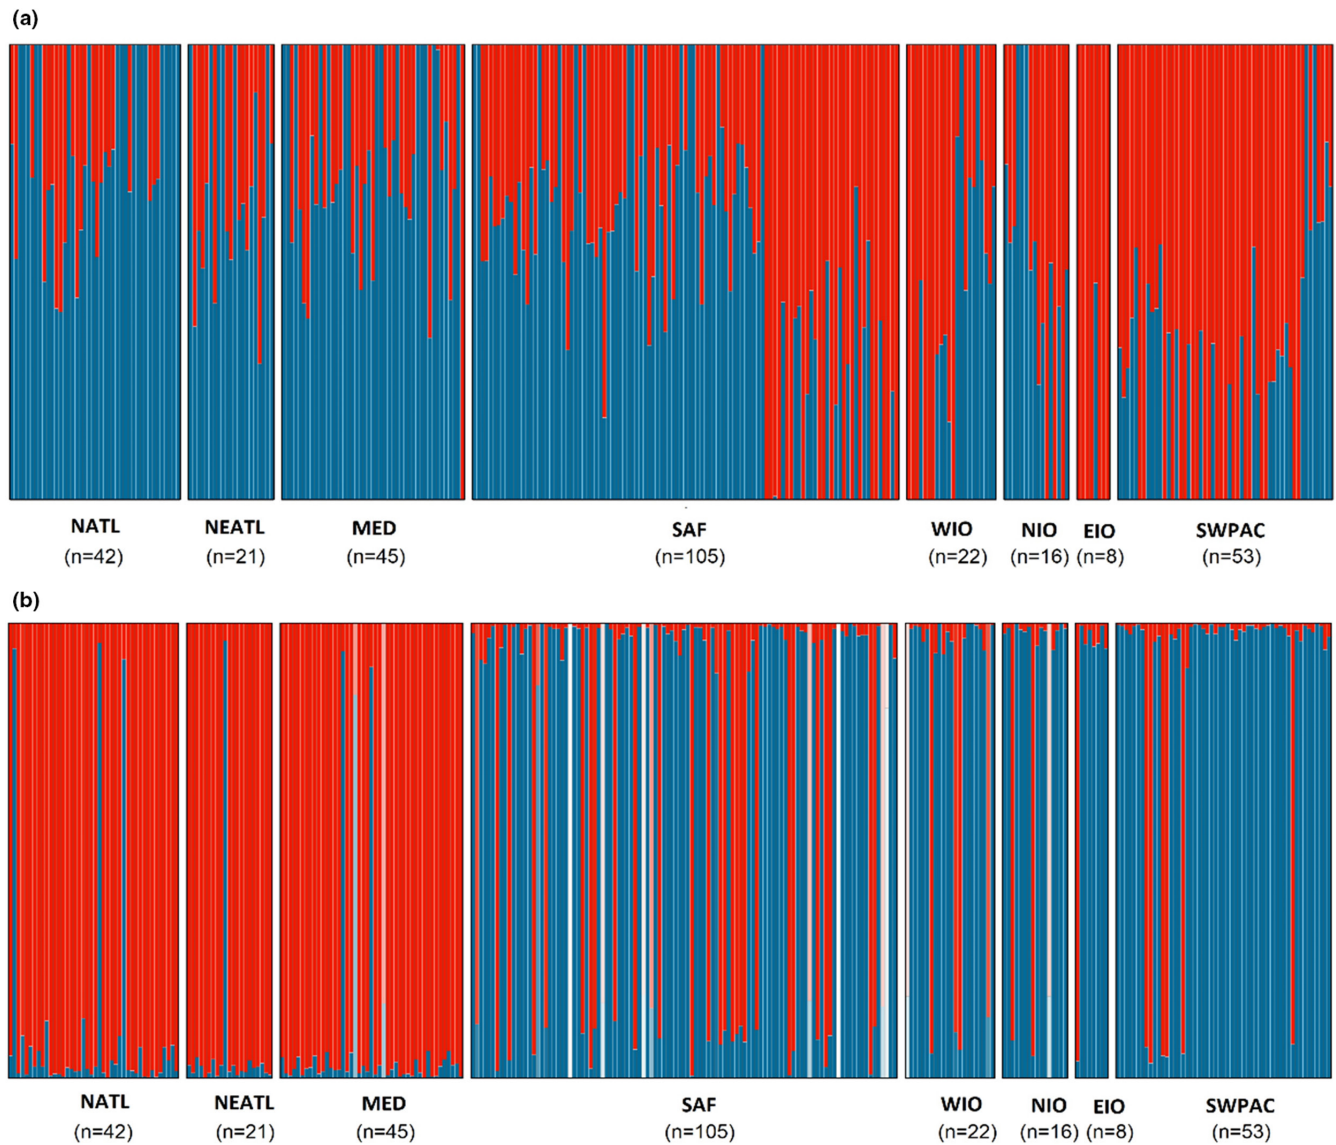 (a)
NATL NEATL MED SAF WIO NIO EIO SWPAC
(n=42) (n=21) (n=45) (n=105) (n=22) (n=16) (n=8) (n=53)
(b)
NATL NEATL MED SAF WIO NIO EIO SWPAC
(n=42) (n=21) (n=45) (n=105) (n=22) (n=16) (n=8) (n=53)